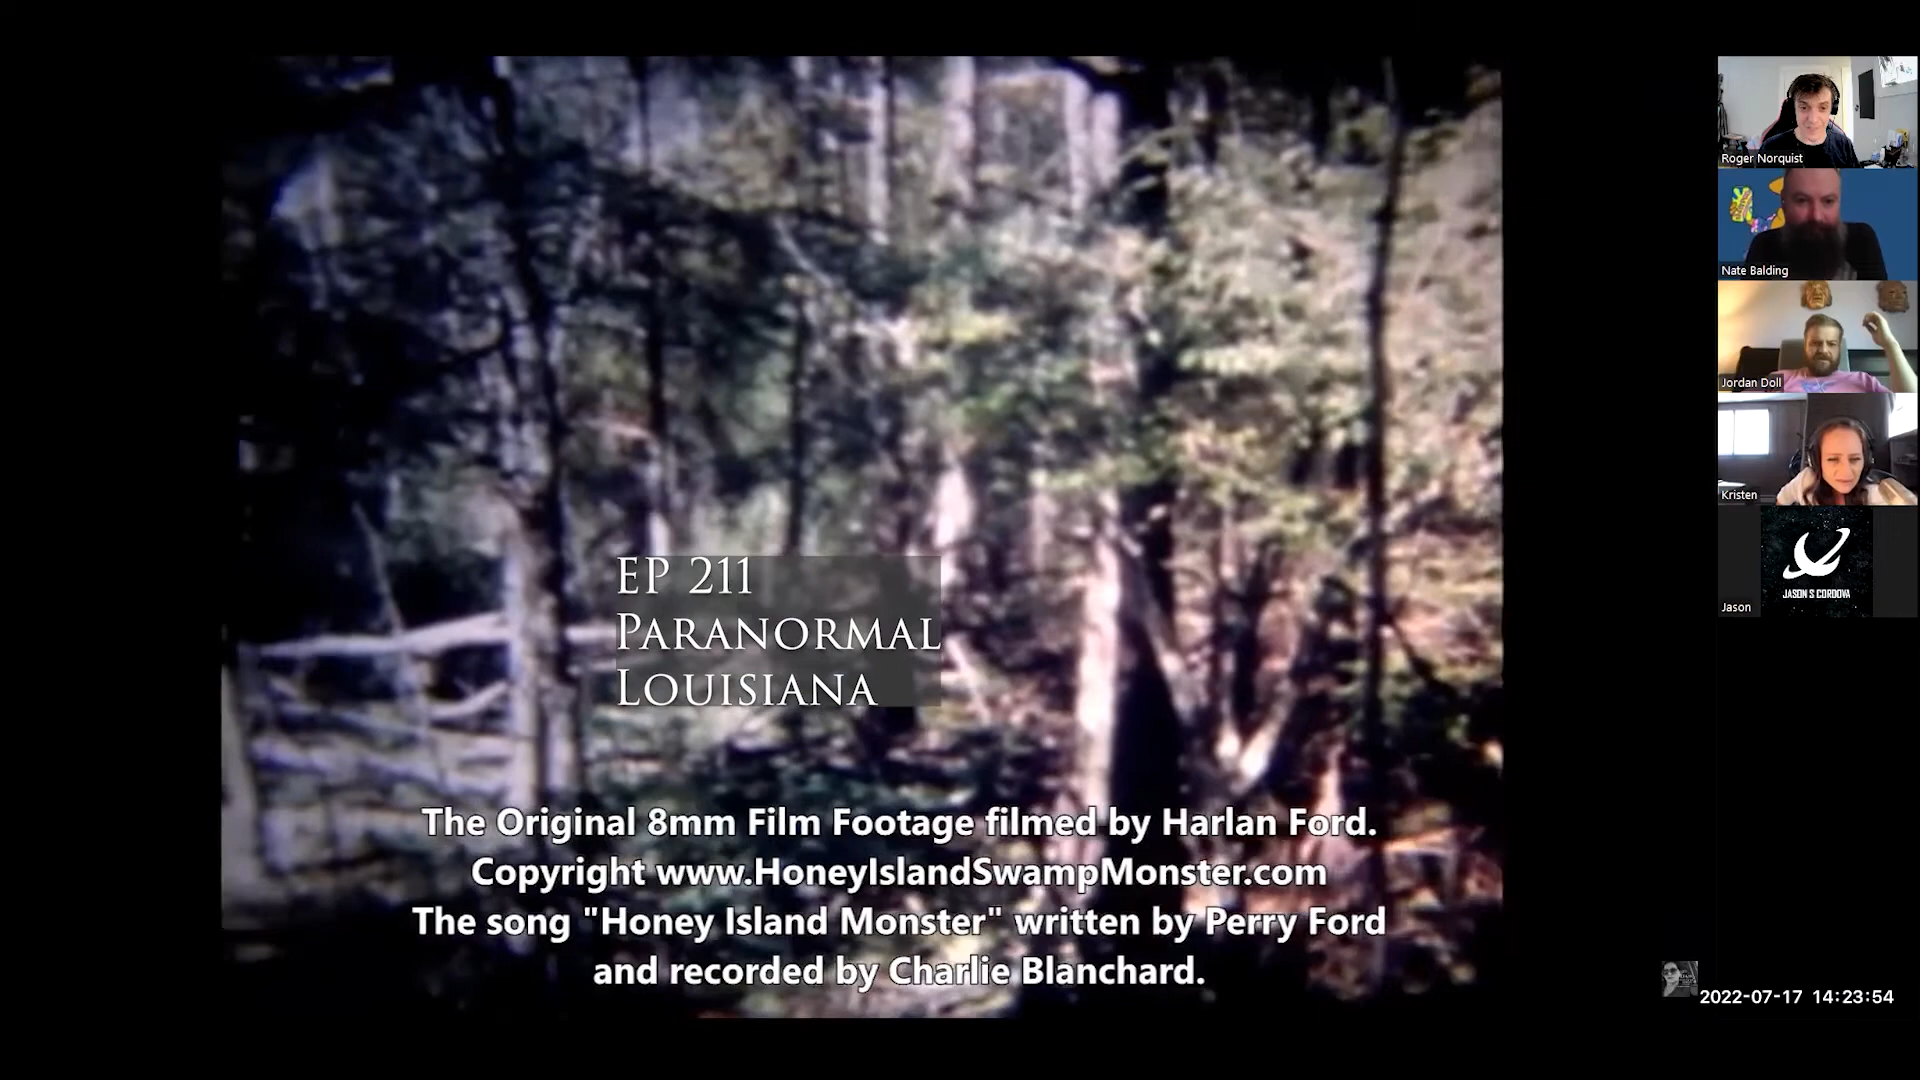 EP 211
PARANORMAL
LOUISIANA
The Original 8mm Film Footage filmed by Harlan Ford.
Copyright www.HoneyIslandSwampMonster.com
The song "Honey Island Monster" written by Perry Ford
and recorded by Charlie Blanchard.
Roger Norquist
Nate Balding
Jordan Doll
Kristen
JASON S CORDOVA
Jason
2022-07-17 14:23:54